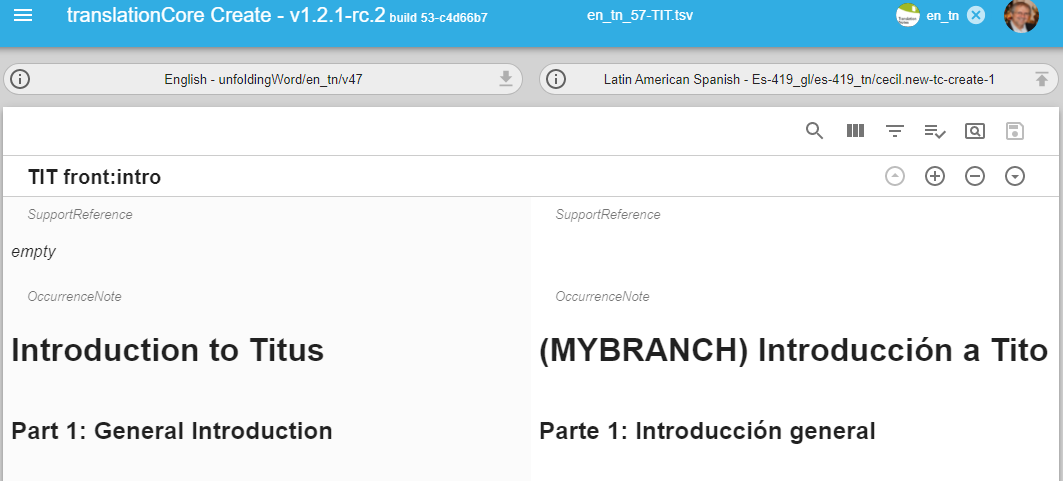 translationCore Create - v1.2.1-rc.2 build 53-c4d66b7
en_tn_57-TIT.tsv
en_tn
English - unfoldingWord/en_tn/v47
Latin American Spanish - Es-419_gl/es-419_tn/cecil.new-tc-create-1
TIT front:intro
SupportReference
SupportReference
empty
OccurrenceNote
OccurrenceNote
Introduction to Titus
(MYBRANCH) Introducción a Tito
Part 1: General Introduction
Parte 1: Introducción general